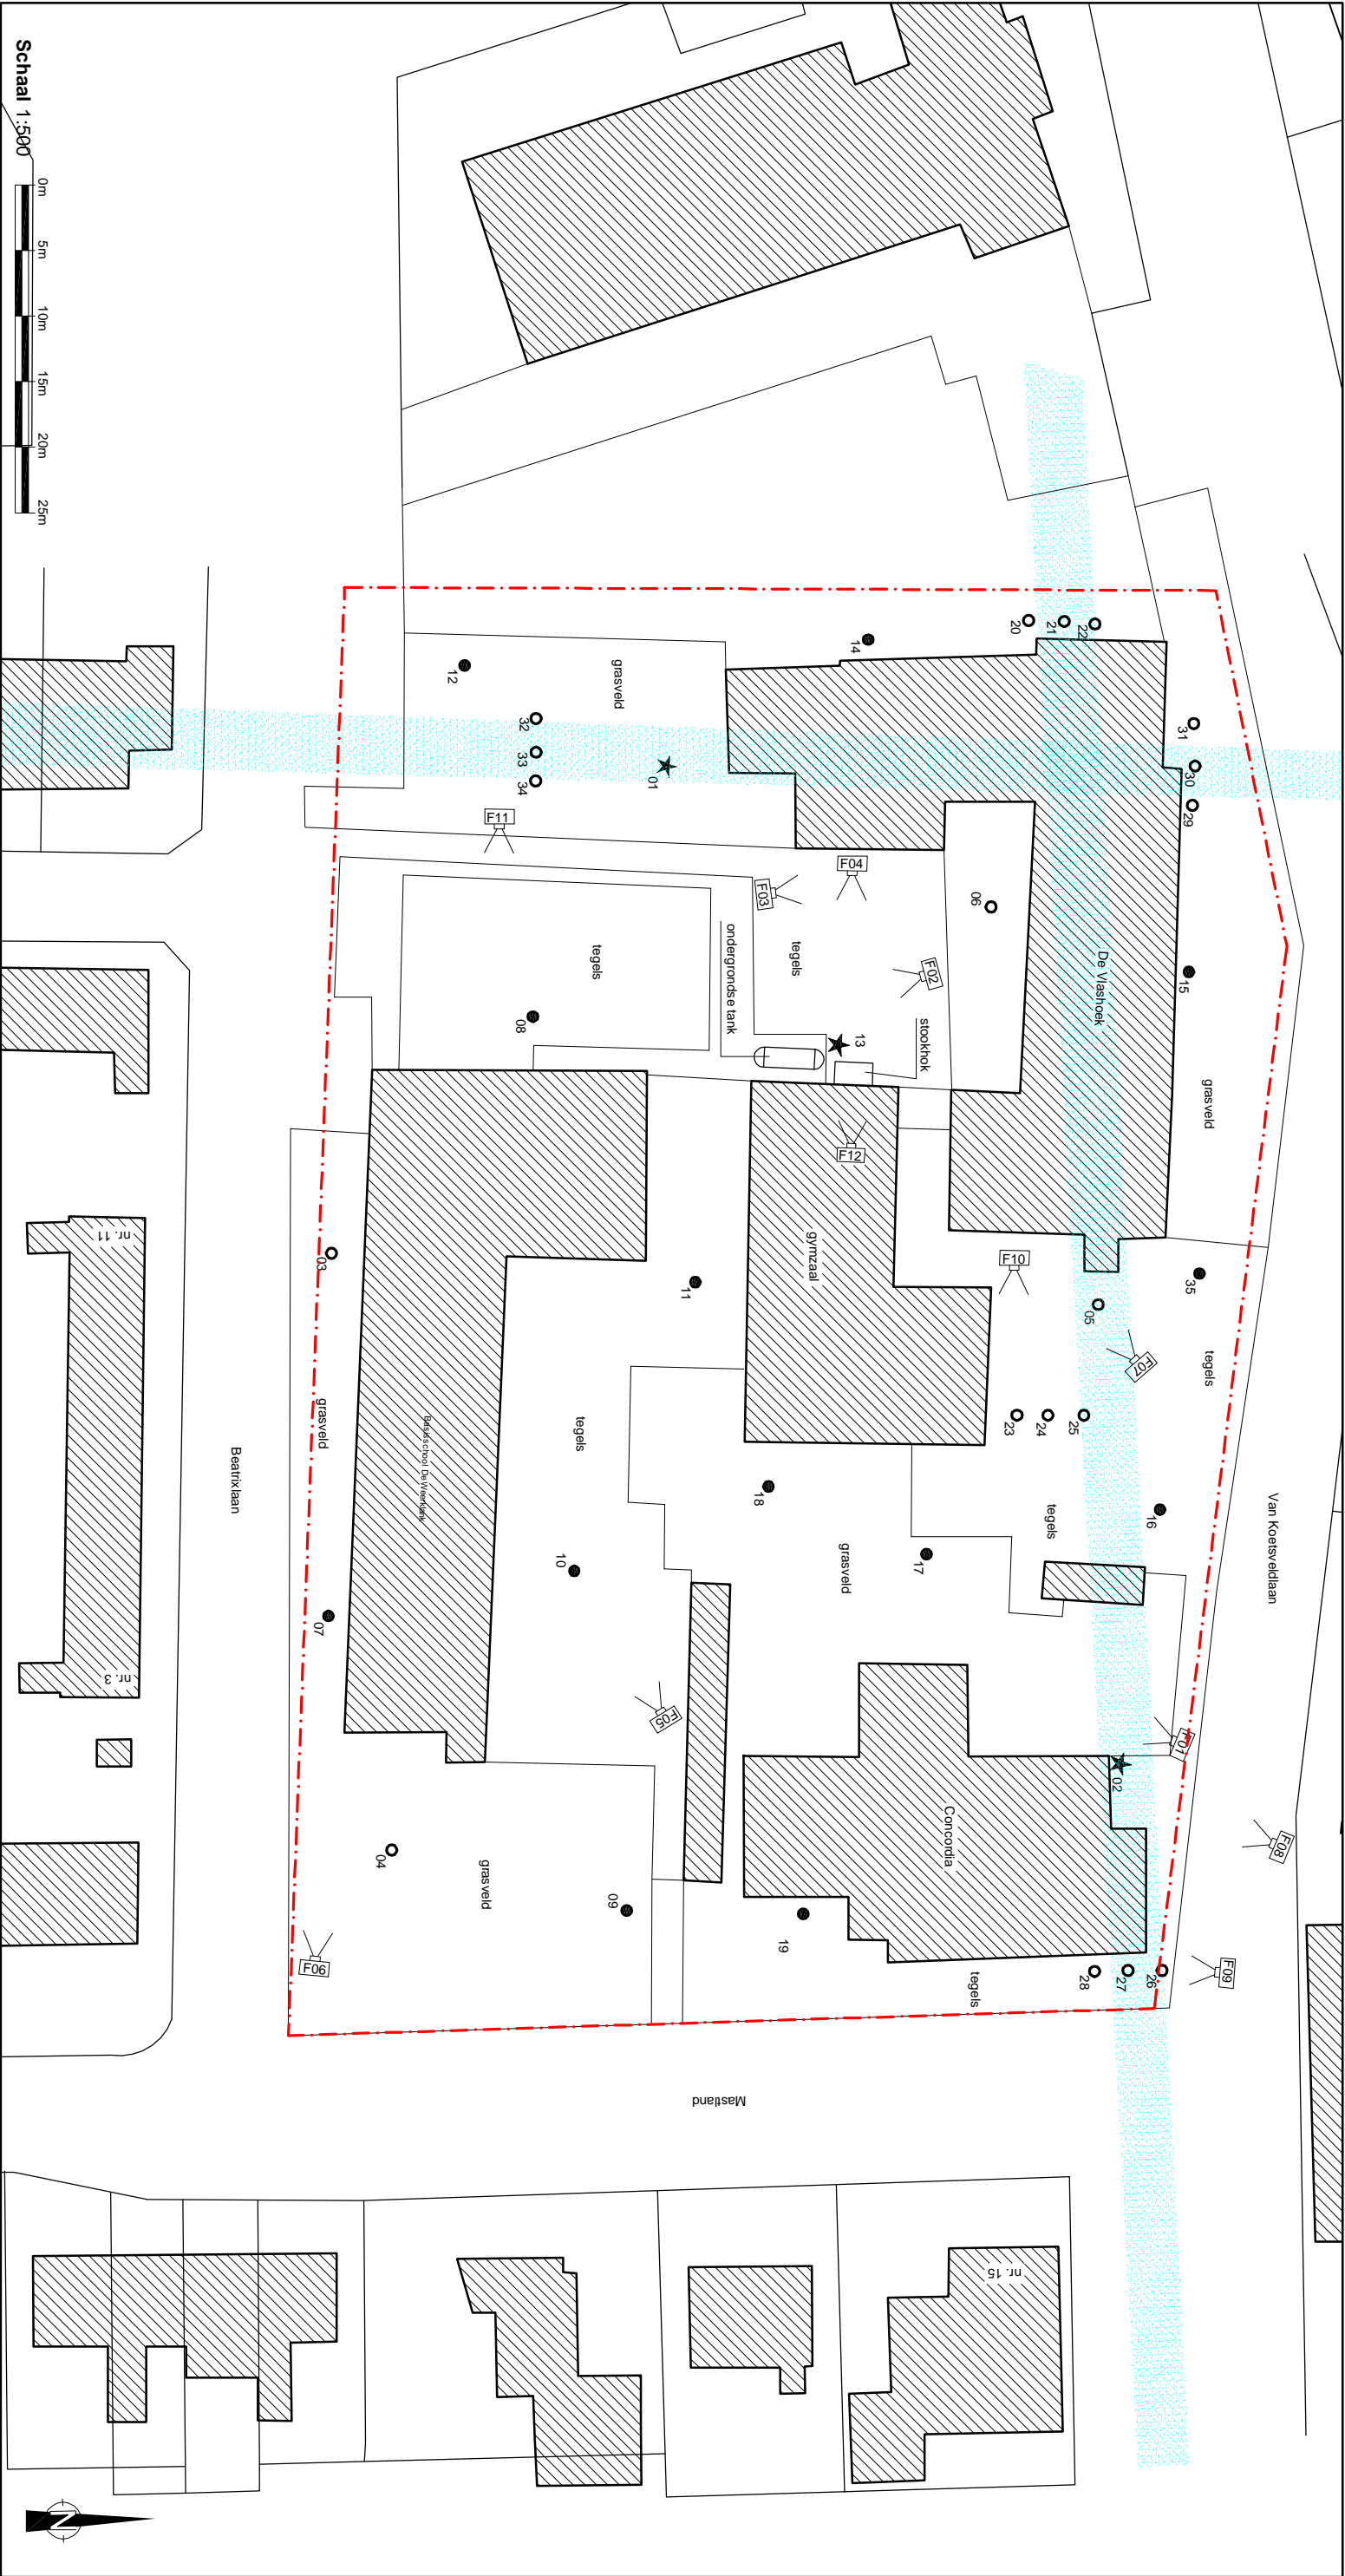 Schaal 1:500
0m
5m
10m
15m
20m
25m
20
21
22
14
12
grasveld
31
30
29
32
33
34
01
F11
F04
F03
06
F02
De Vlashoek
15
tegels
tegels
ondergrondse tank
08
13
stookhok
grasveld
F12
nr. 11
03
11
gymzaal
F10
35
05
F07
tegels
grasveld
Basisschool De Weerklank
tegels
23
24
25
Beatrixlaan
18
16
Van Koetsveldlaan
tegels
10
17
grasveld
07
nr. 3
F05
F01
02
Concordia
F08
04
grasveld
09
19
F06
tegels
28
27
26
F09
Mastland
nr. 15
N